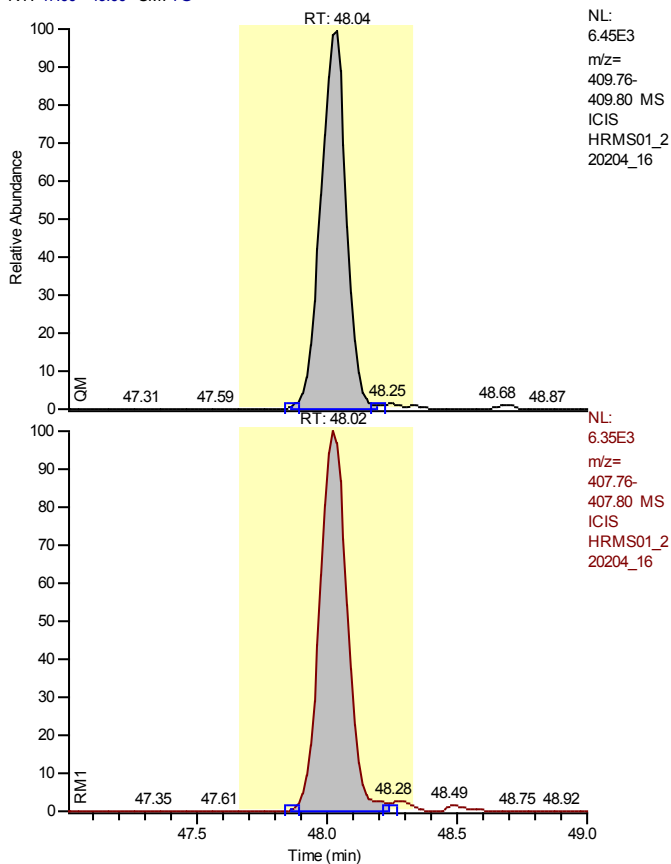 RT: 48.04
NL:
6.45E3
m/z=
409.76-
409.80 MS
ICIS
HRMS01_2
20204_16
100
90
80
70
60
50
40
30
20
10
0
Relative Abundance
QM
47.31 47.59 48.25 48.68 48.87
RT: 48.02
NL:
6.35E3
m/z=
407.76-
407.80 MS
ICIS
HRMS01_2
20204_16
100
90
80
70
60
50
40
30
20
10
0
RM1
47.35 47.61 48.28 48.49 48.75 48.92
47.5 48.0 48.5 49.0
Time (min)